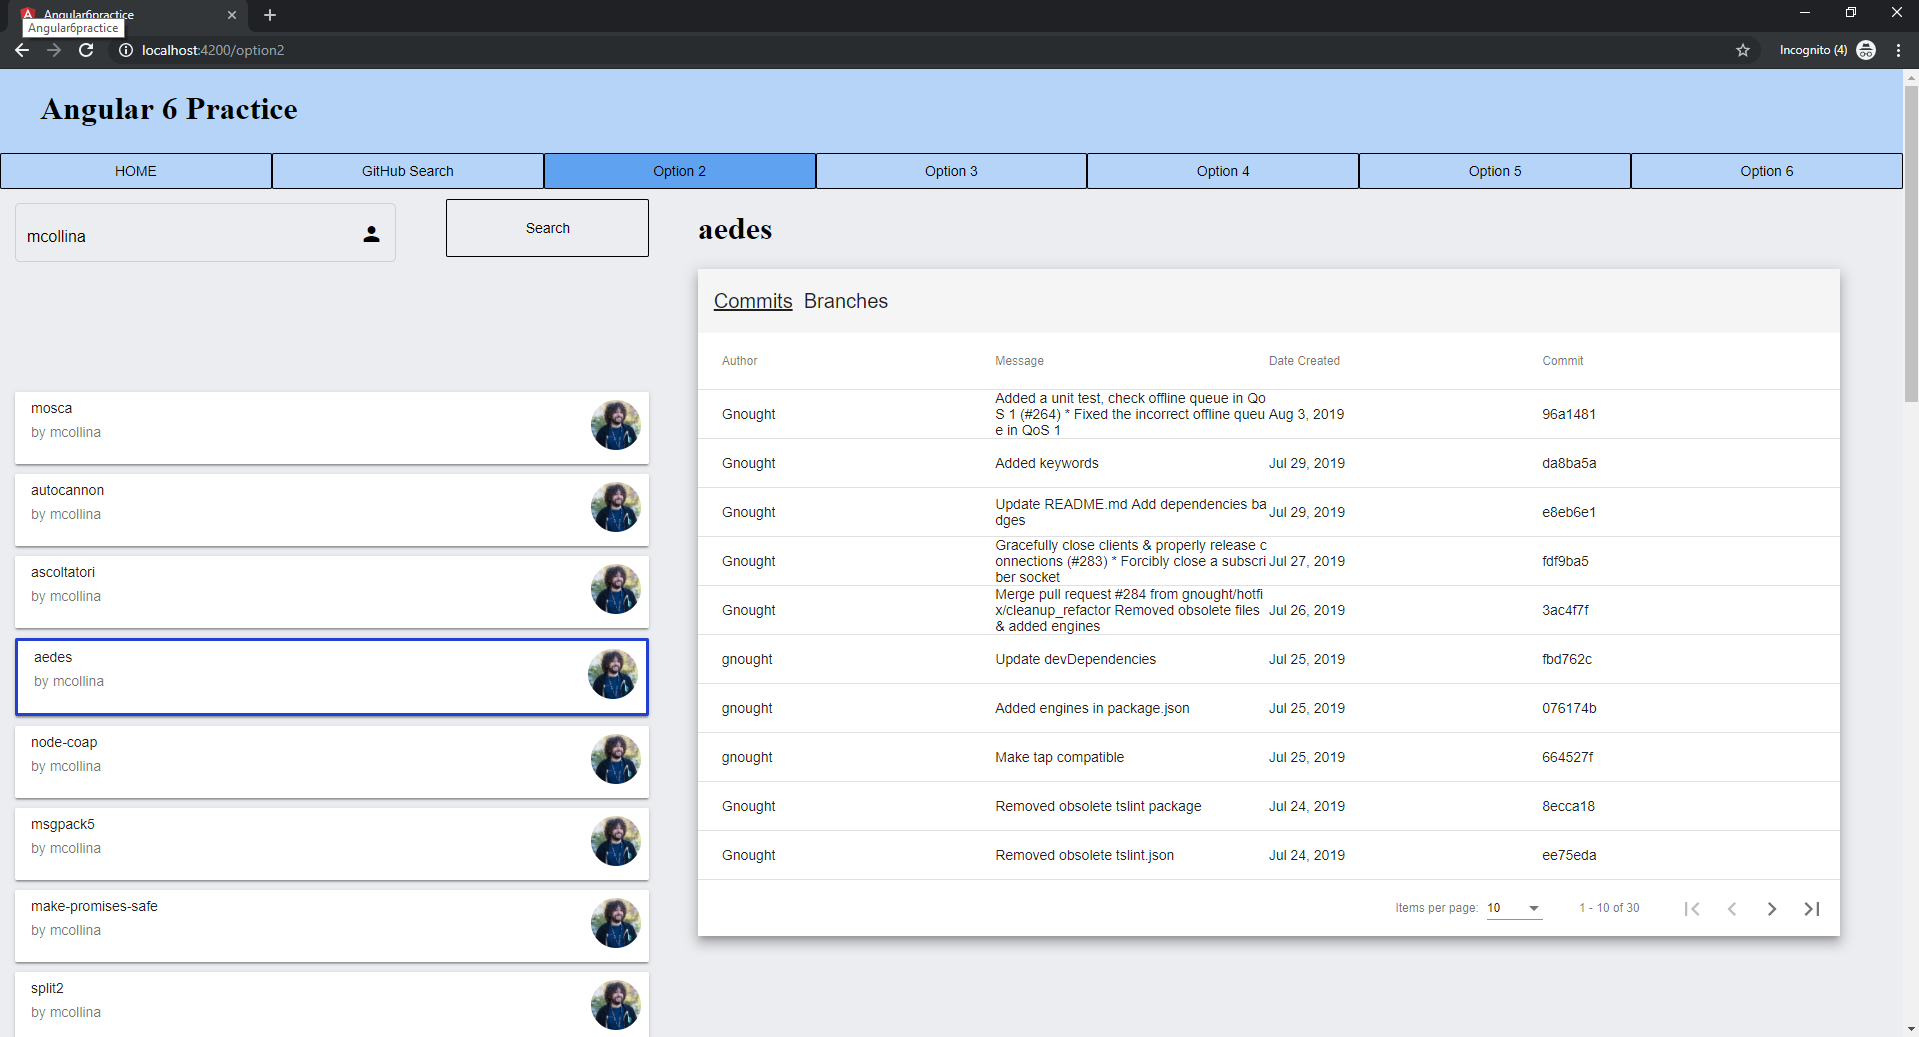 Angular6practice
Angular6practice
localhost:4200/option2
Incognito (4)
Angular 6 Practice
HOME
GitHub Search
Option 2
Option 3
Option 4
Option 5
Option 6
mcollina
Search
mosca
by mcollina
autocannon
by mcollina
ascoltatori
by mcollina
aedes
by mcollina
node-coap
by mcollina
msgpack5
by mcollina
make-promises-safe
by mcollina
split2
by mcollina
aedes
Commits Branches
Author Message Date Created Commit
Gnought
Added a unit test, check offline queue in Qo
S 1 (#264) * Fixed the incorrect offline queu
e in QoS 1
Aug 3, 2019
96a1481
Gnought
Added keywords
Jul 29, 2019
da8ba5a
Gnought
Update README.md Add dependencies ba
dges
Jul 29, 2019
e8eb6e1
Gnought
Gracefully close clients & properly release c
onnections (#283) * Forcibly close a subscri
ber socket
Jul 27, 2019
fdf9ba5
Gnought
Merge pull request #284 from gnought/hotfi
x/cleanup_refactor Removed obsolete files
& added engines
Jul 26, 2019
3ac4f7f
gnought
Update devDependencies
Jul 25, 2019
fbd762c
gnought
Added engines in package.json
Jul 25, 2019
076174b
gnought
Make tap compatible
Jul 25, 2019
664527f
Gnought
Removed obsolete tslint package
Jul 24, 2019
8ecca18
Gnought
Removed obsolete tslint.json
Jul 24, 2019
ee75eda
Items per page: 10
1 - 10 of 30